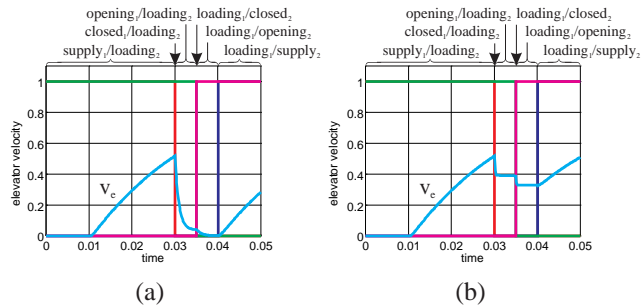 opening₁/loading₂ loading₁/closed₂
closed₁/loading₂ loading₁/opening₂
supply₁/loading₂ loading₁/supply₂
1
0.8
0.6
0.4
0.2
0
elevator velocity
vₑ
0 0.01 0.02 0.03 0.04 0.05
time
(a)
opening₁/loading₂ loading₁/closed₂
closed₁/loading₂ loading₁/opening₂
supply₁/loading₂ loading₁/supply₂
1
0.8
0.6
0.4
0.2
0
elevator velocity
vₑ
0 0.01 0.02 0.03 0.04 0.05
time
(b)